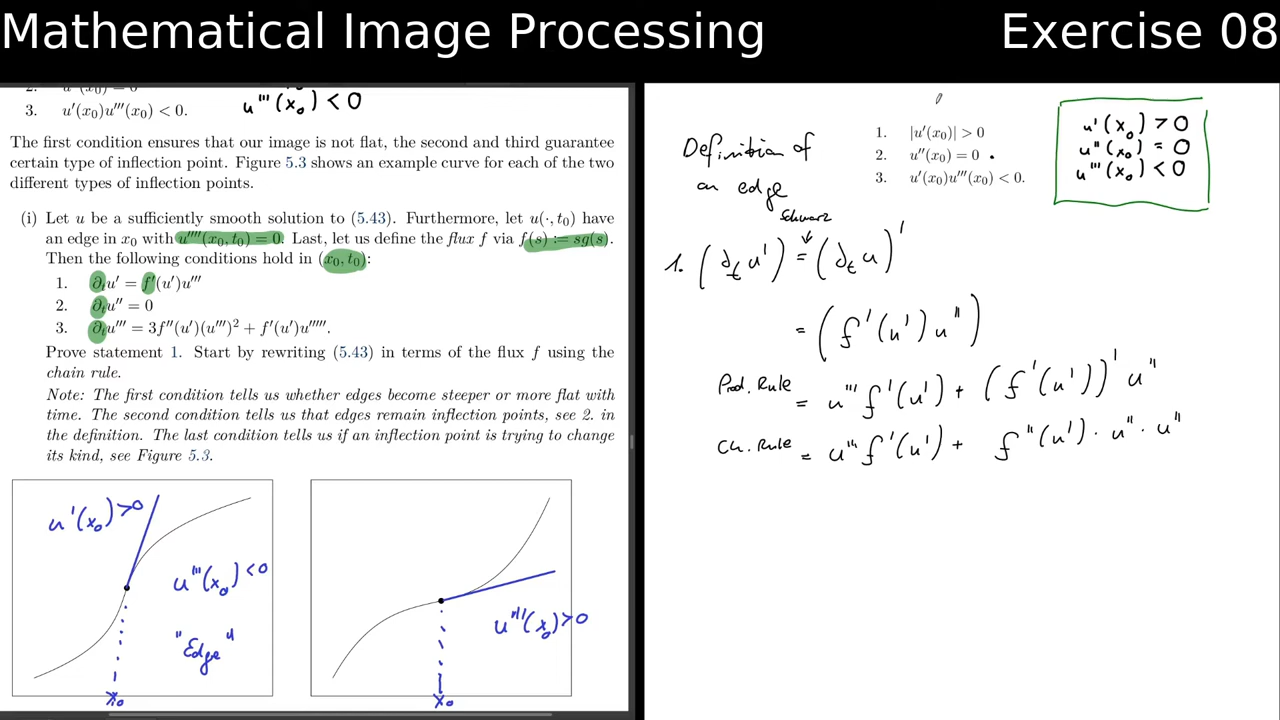 Mathematical Image Processing
Exercise 08
2. u''(x₀) = 0
3. u'(x₀)u'''(x₀) < 0.
u'''(x₀) < 0
The first condition ensures that our image is not flat, the second and third guarantee
certain type of inflection point. Figure 5.3 shows an example curve for each of the two
different types of inflection points.
(i) Let u be a sufficiently smooth solution to (5.43). Furthermore, let u(·, t₀) have
an edge in x₀ with u''''(x₀, t₀) = 0. Last, let us define the flux f via f(s) := sg(s).
Then the following conditions hold in (x₀, t₀):
1. ∂ₜu' = f'(u')u'''
2. ∂ₜu'' = 0
3. ∂ₜu''' = 3f''(u')(u''')² + f'(u')u'''''.
Prove statement 1. Start by rewriting (5.43) in terms of the flux f using the
chain rule.
Note: The first condition tells us whether edges become steeper or more flat with
time. The second condition tells us that edges remain inflection points, see 2. in
the definition. The last condition tells us if an inflection point is trying to change
its kind, see Figure 5.3.
u'(x₀)>0
u'''(x₀)<0
"Edge"
x₀
u'''(x₀)>0
x₀
Definition of
an edge
1. |u'(x₀)| > 0
2. u''(x₀) = 0
3. u'(x₀)u'''(x₀) < 0.
u'(x₀) > 0
u''(x₀) = 0
u'''(x₀) < 0
Schwarz
1. (∂ₜ u') = (∂ₜ u)'
= (f'(u') u'')
Prod. Rule
= u''' f'(u') + (f'(u'))' u''
Ch. Rule
= u''' f'(u') + f''(u') · u'' · u''